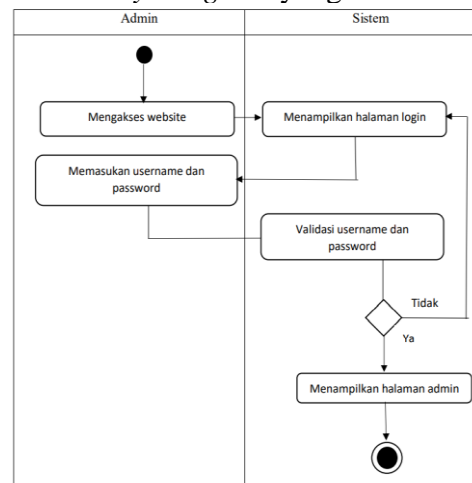 Admin
Sistem
Mengakses website
Menampilkan halaman login
Memasukan username dan
password
Validasi username dan
password
Tidak
Ya
Menampilkan halaman admin